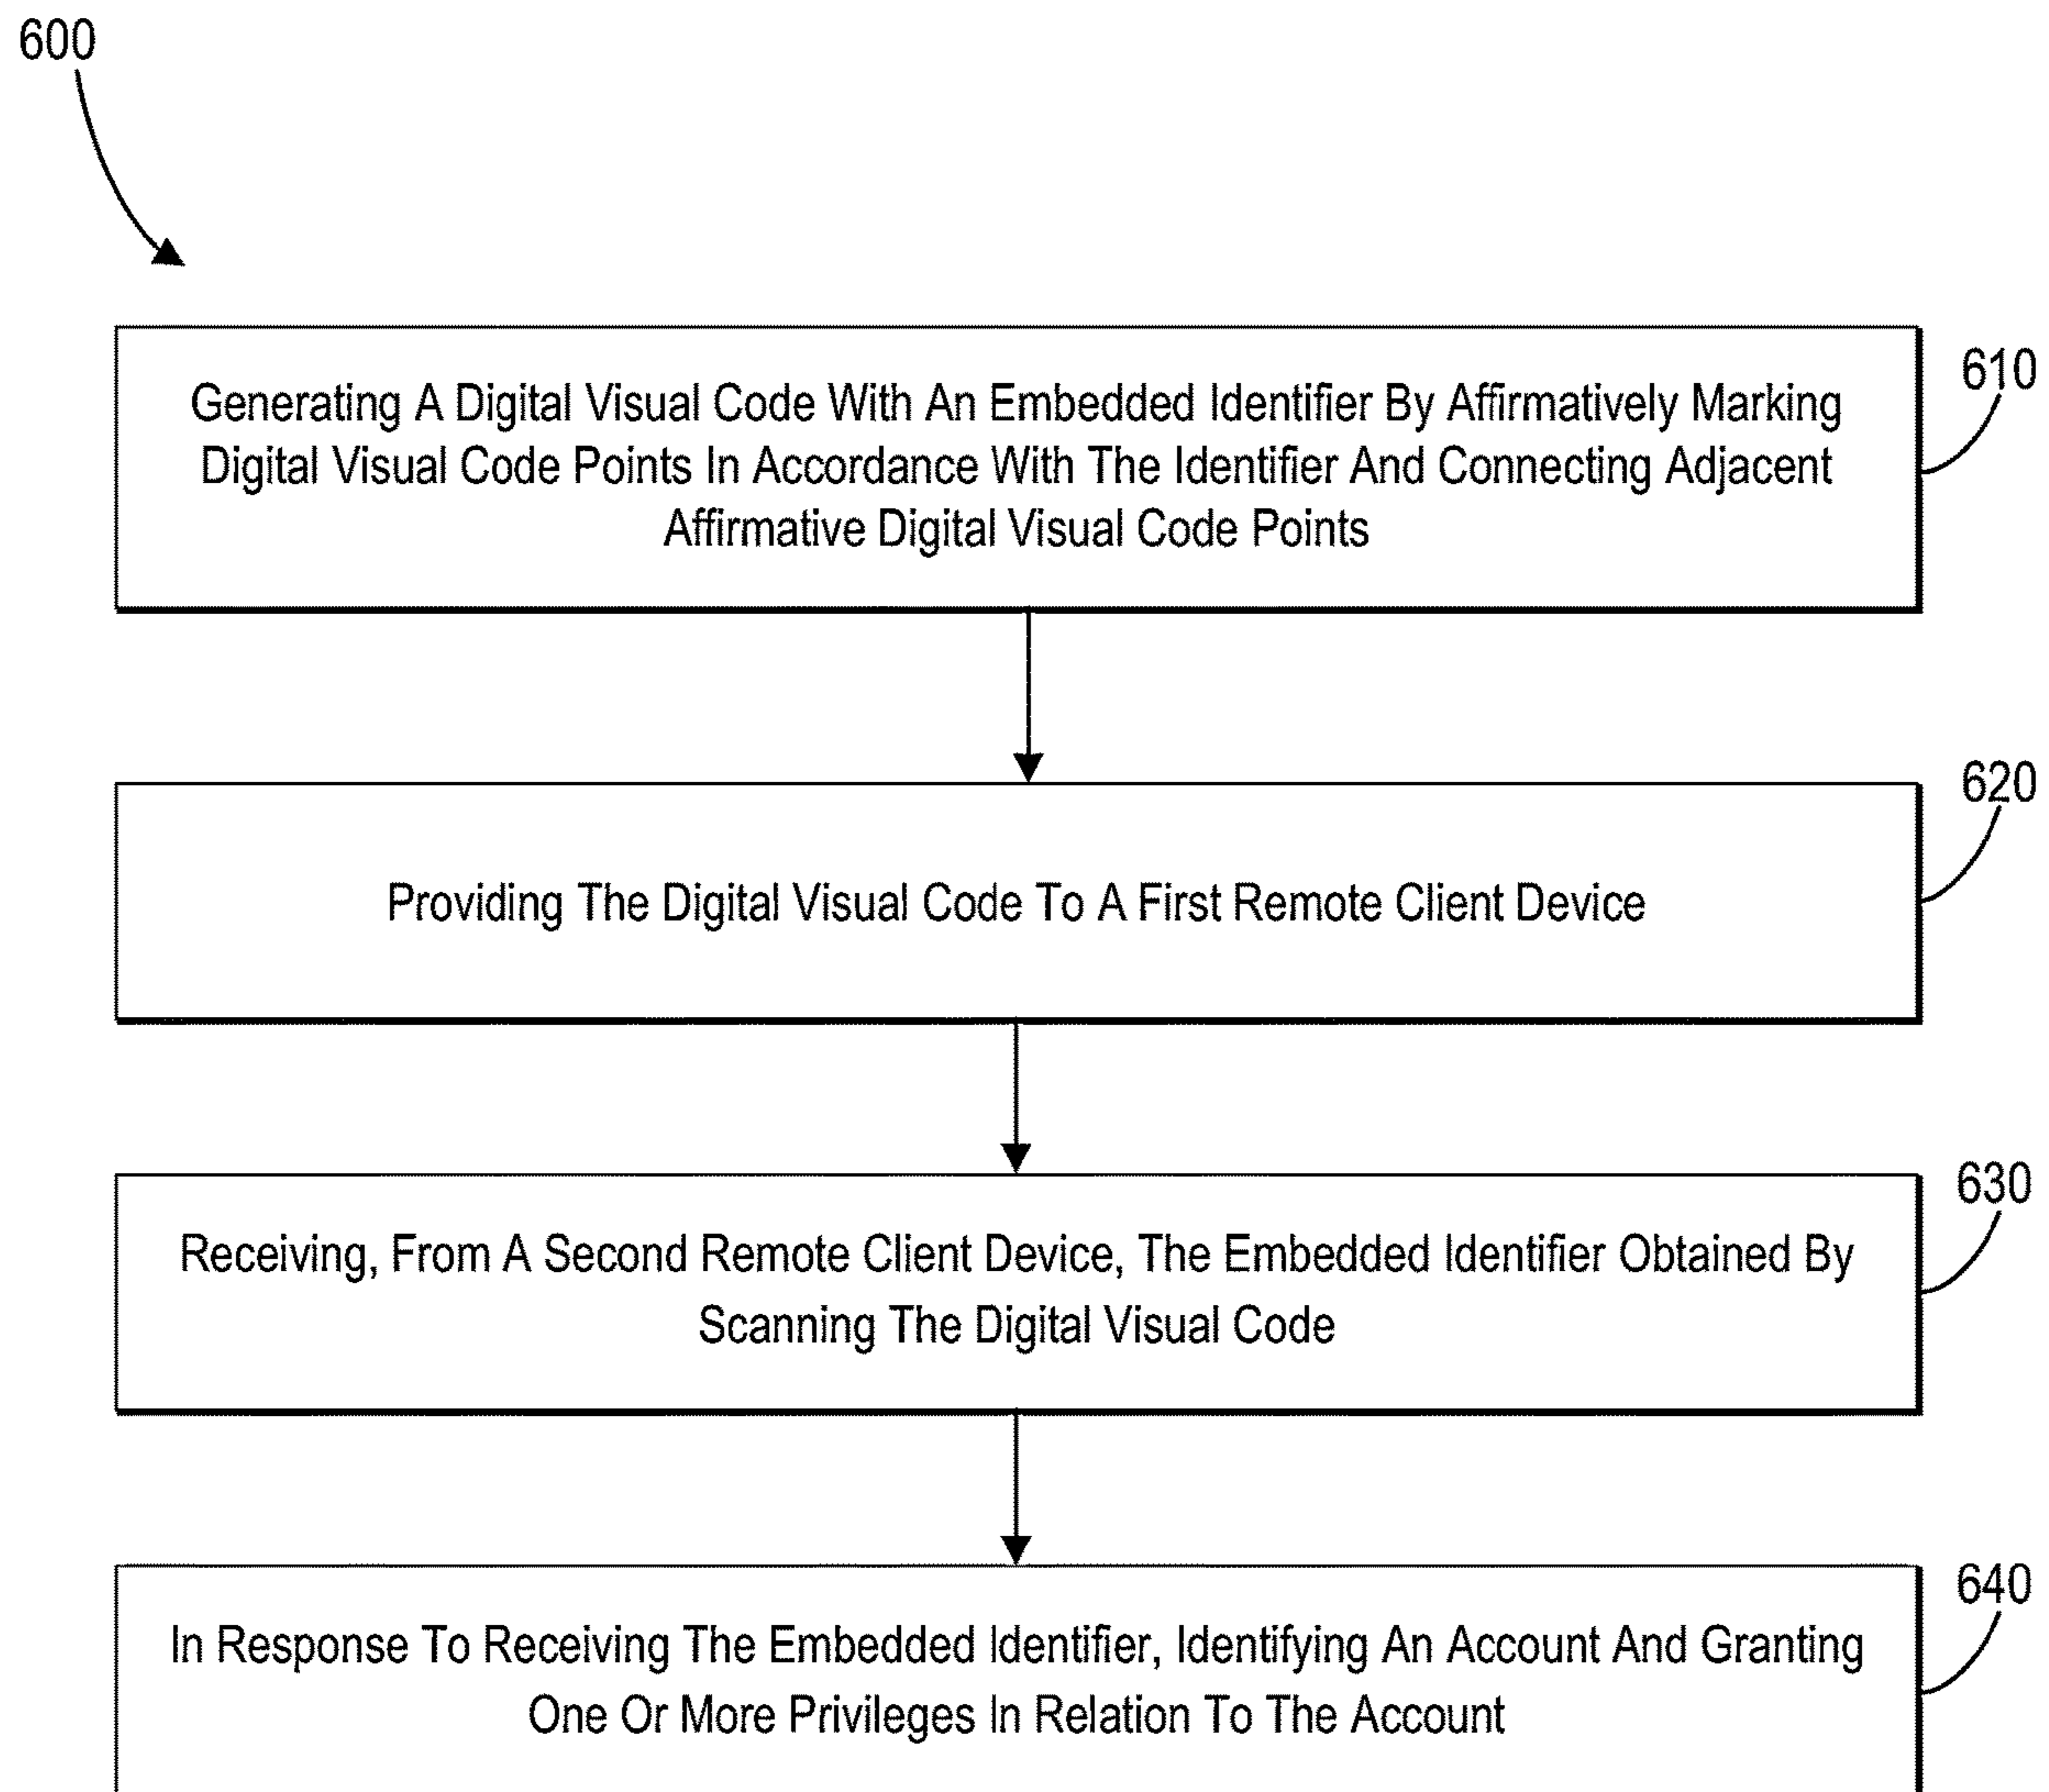 600
610
Generating A Digital Visual Code With An Embedded Identifier By Affirmatively Marking
Digital Visual Code Points In Accordance With The Identifier And Connecting Adjacent
Affirmative Digital Visual Code Points
620
Providing The Digital Visual Code To A First Remote Client Device
630
Receiving, From A Second Remote Client Device, The Embedded Identifier Obtained By
Scanning The Digital Visual Code
640
In Response To Receiving The Embedded Identifier, Identifying An Account And Granting
One Or More Privileges In Relation To The Account